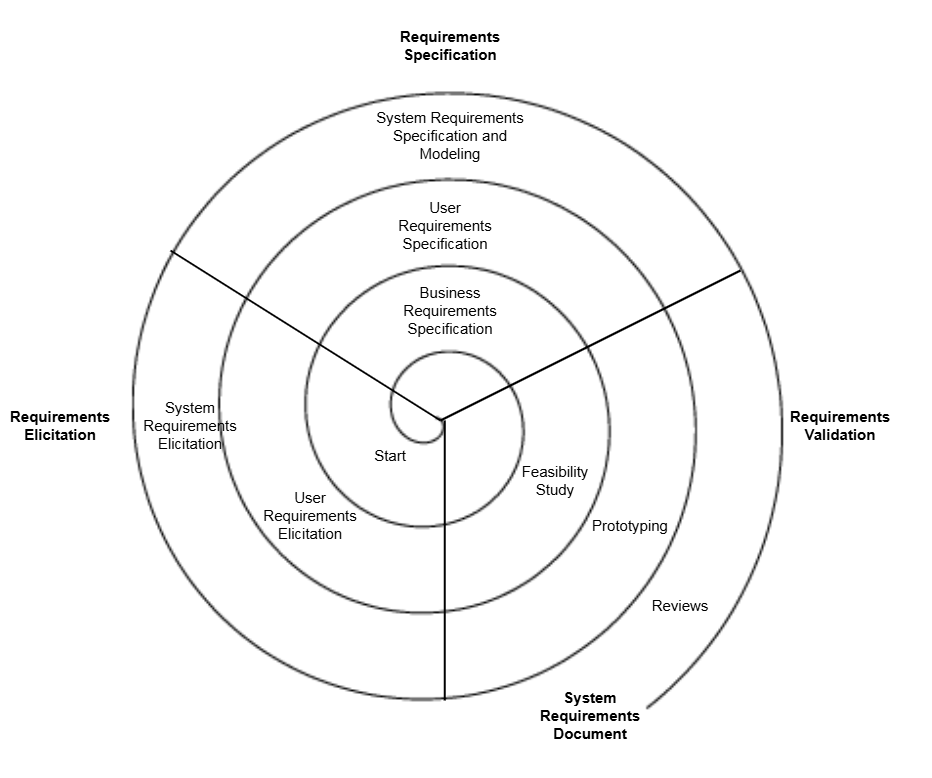 Requirements
Specification
System Requirements
Specification and
Modeling
User
Requirements
Specification
Business
Requirements
Specification
Requirements
Elicitation
System
Requirements
Elicitation
Requirements
Validation
Start
Feasibility
Study
User
Requirements
Elicitation
Prototyping
Reviews
System
Requirements
Document